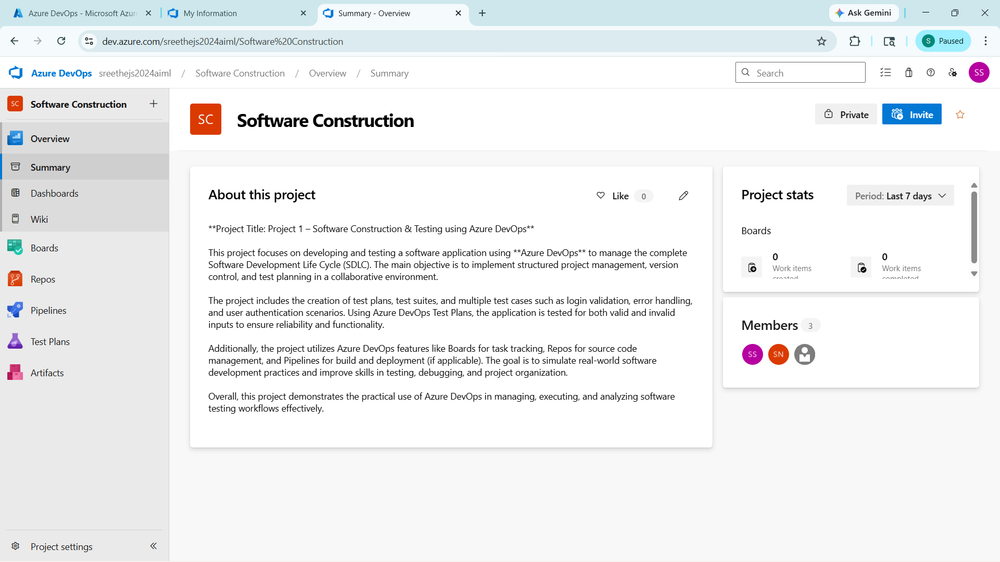 Azure DevOps - Microsoft Azure
My Information
Summary - Overview
Ask Gemini
dev.azure.com/sreethejs2024aiml/Software%20Construction
S
Paused
Azure DevOps
sreethejs2024aiml / Software Construction / Overview / Summary
Search
SS
SC
Software Construction
Overview
Summary
Dashboards
Wiki
Boards
Repos
Pipelines
Test Plans
Artifacts
Project settings
SC
Software Construction
Private
Invite
About this project
Like 0
**Project Title: Project 1 – Software Construction & Testing using Azure DevOps**
This project focuses on developing and testing a software application using **Azure DevOps** to manage the complete
Software Development Life Cycle (SDLC). The main objective is to implement structured project management, version
control, and test planning in a collaborative environment.
The project includes the creation of test plans, test suites, and multiple test cases such as login validation, error handling,
and user authentication scenarios. Using Azure DevOps Test Plans, the application is tested for both valid and invalid
inputs to ensure reliability and functionality.
Additionally, the project utilizes Azure DevOps features like Boards for task tracking, Repos for source code
management, and Pipelines for build and deployment (if applicable). The goal is to simulate real-world software
development practices and improve skills in testing, debugging, and project organization.
Overall, this project demonstrates the practical use of Azure DevOps in managing, executing, and analyzing software
testing workflows effectively.
Project stats
Period: Last 7 days
Boards
0
Work items
created
0
Work items
completed
Members 3
SS
SN